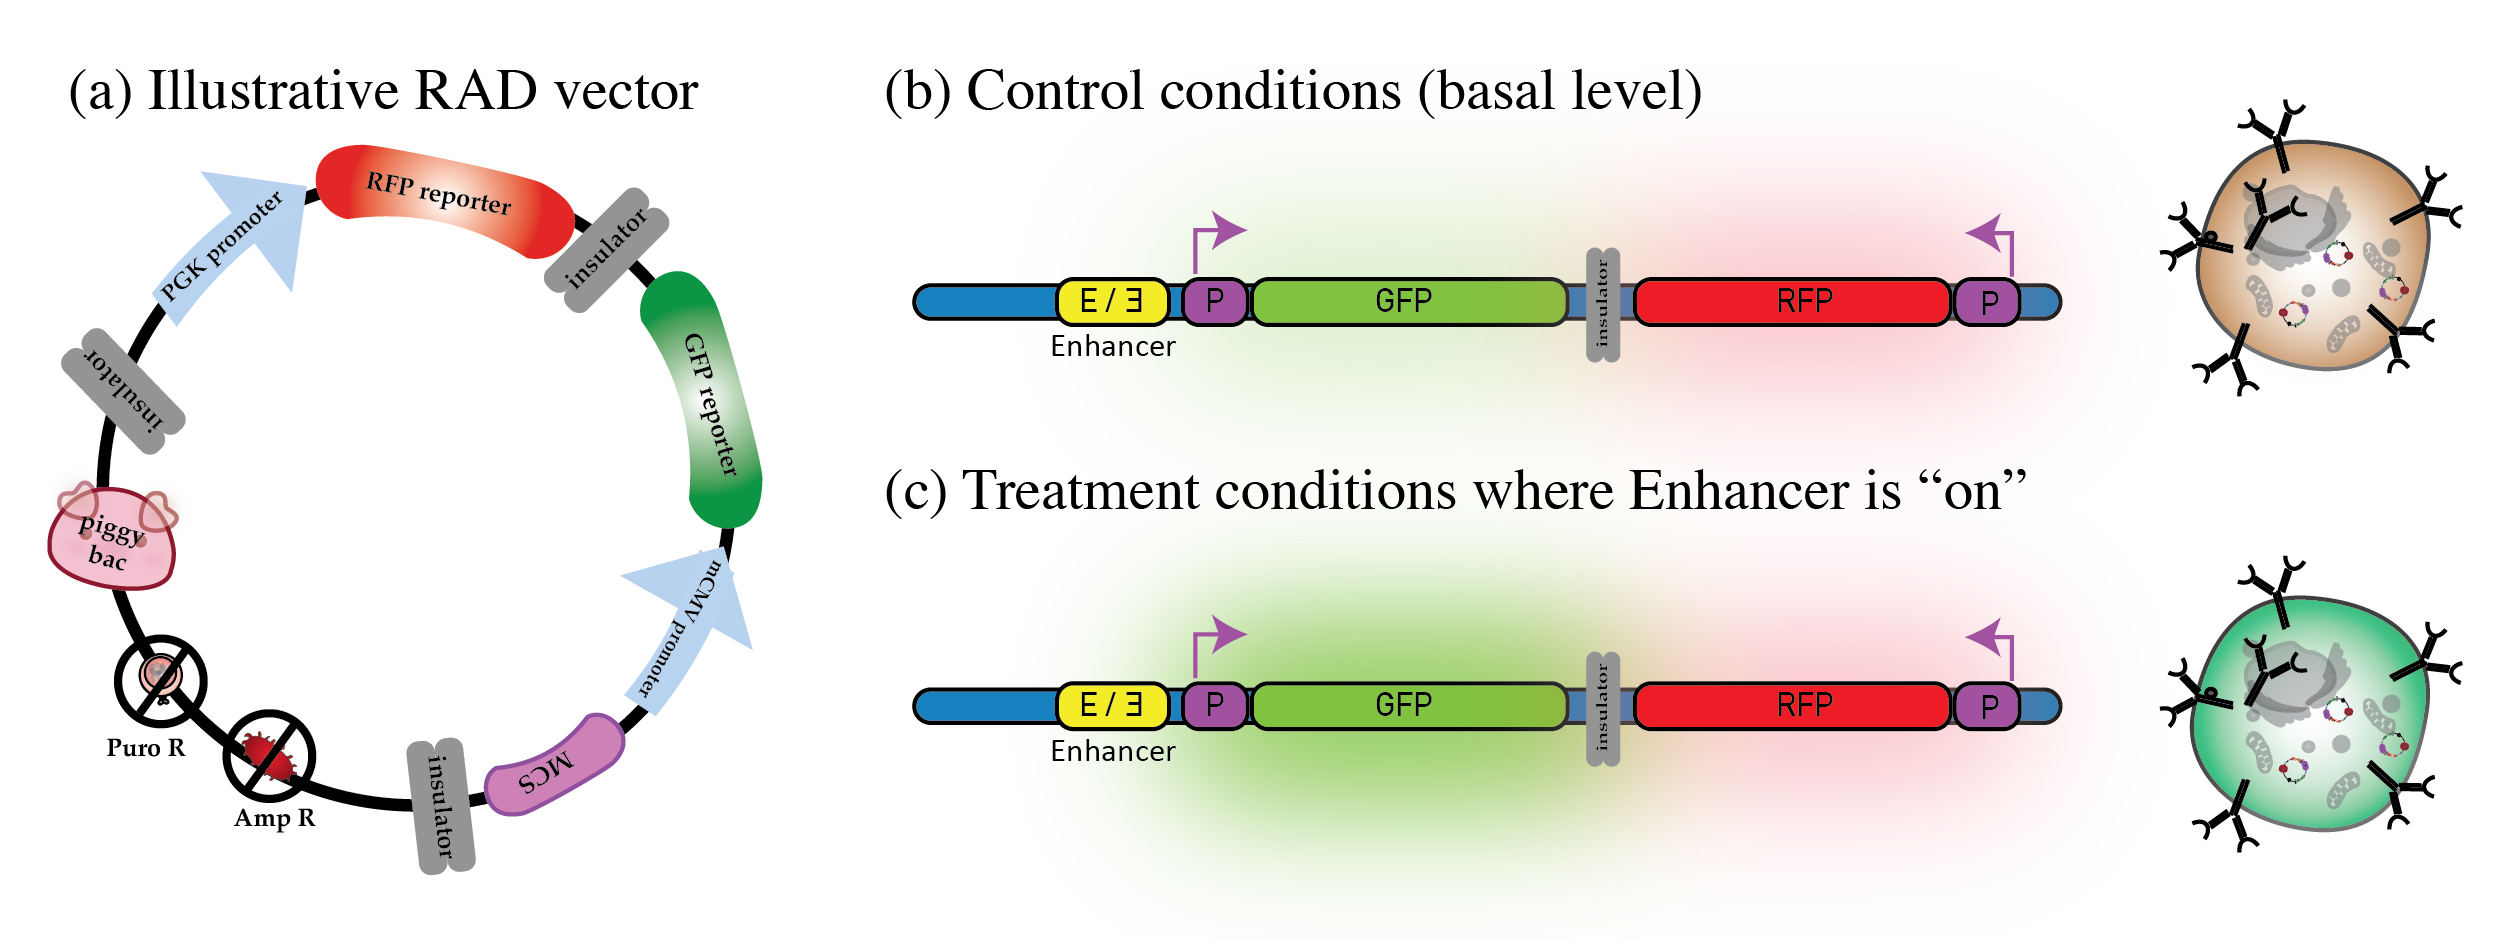 (a) Illustrative RAD vector
RFP reporter
insulator
PGK promoter
GFP reporter
insulator
piggy
bac
mCMV promoter
Puro R
MCS
insulator
Amp R
(b) Control conditions (basal level)
E / Ǝ
P
GFP
insulator
RFP
P
Enhancer
(c) Treatment conditions where Enhancer is “on”
E / Ǝ
P
GFP
insulator
RFP
P
Enhancer